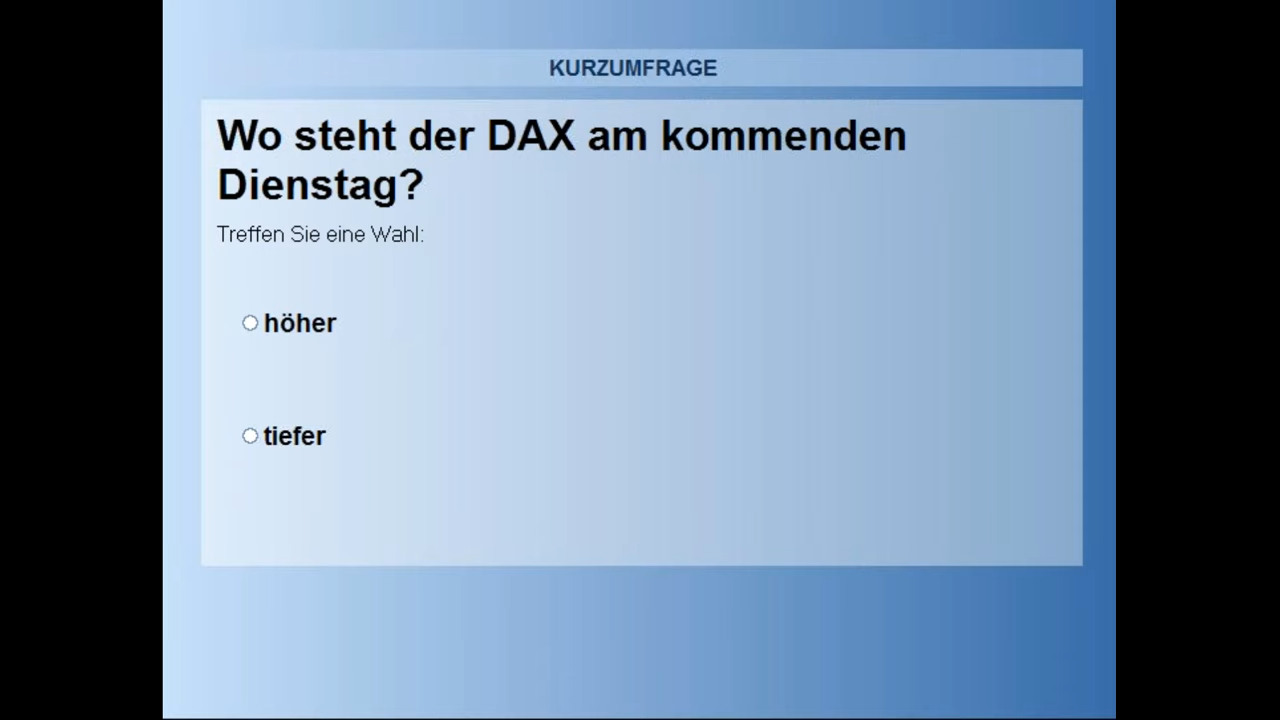 KURZUMFRAGE
Wo steht der DAX am kommenden
Dienstag?
Treffen Sie eine Wahl:
höher
tiefer